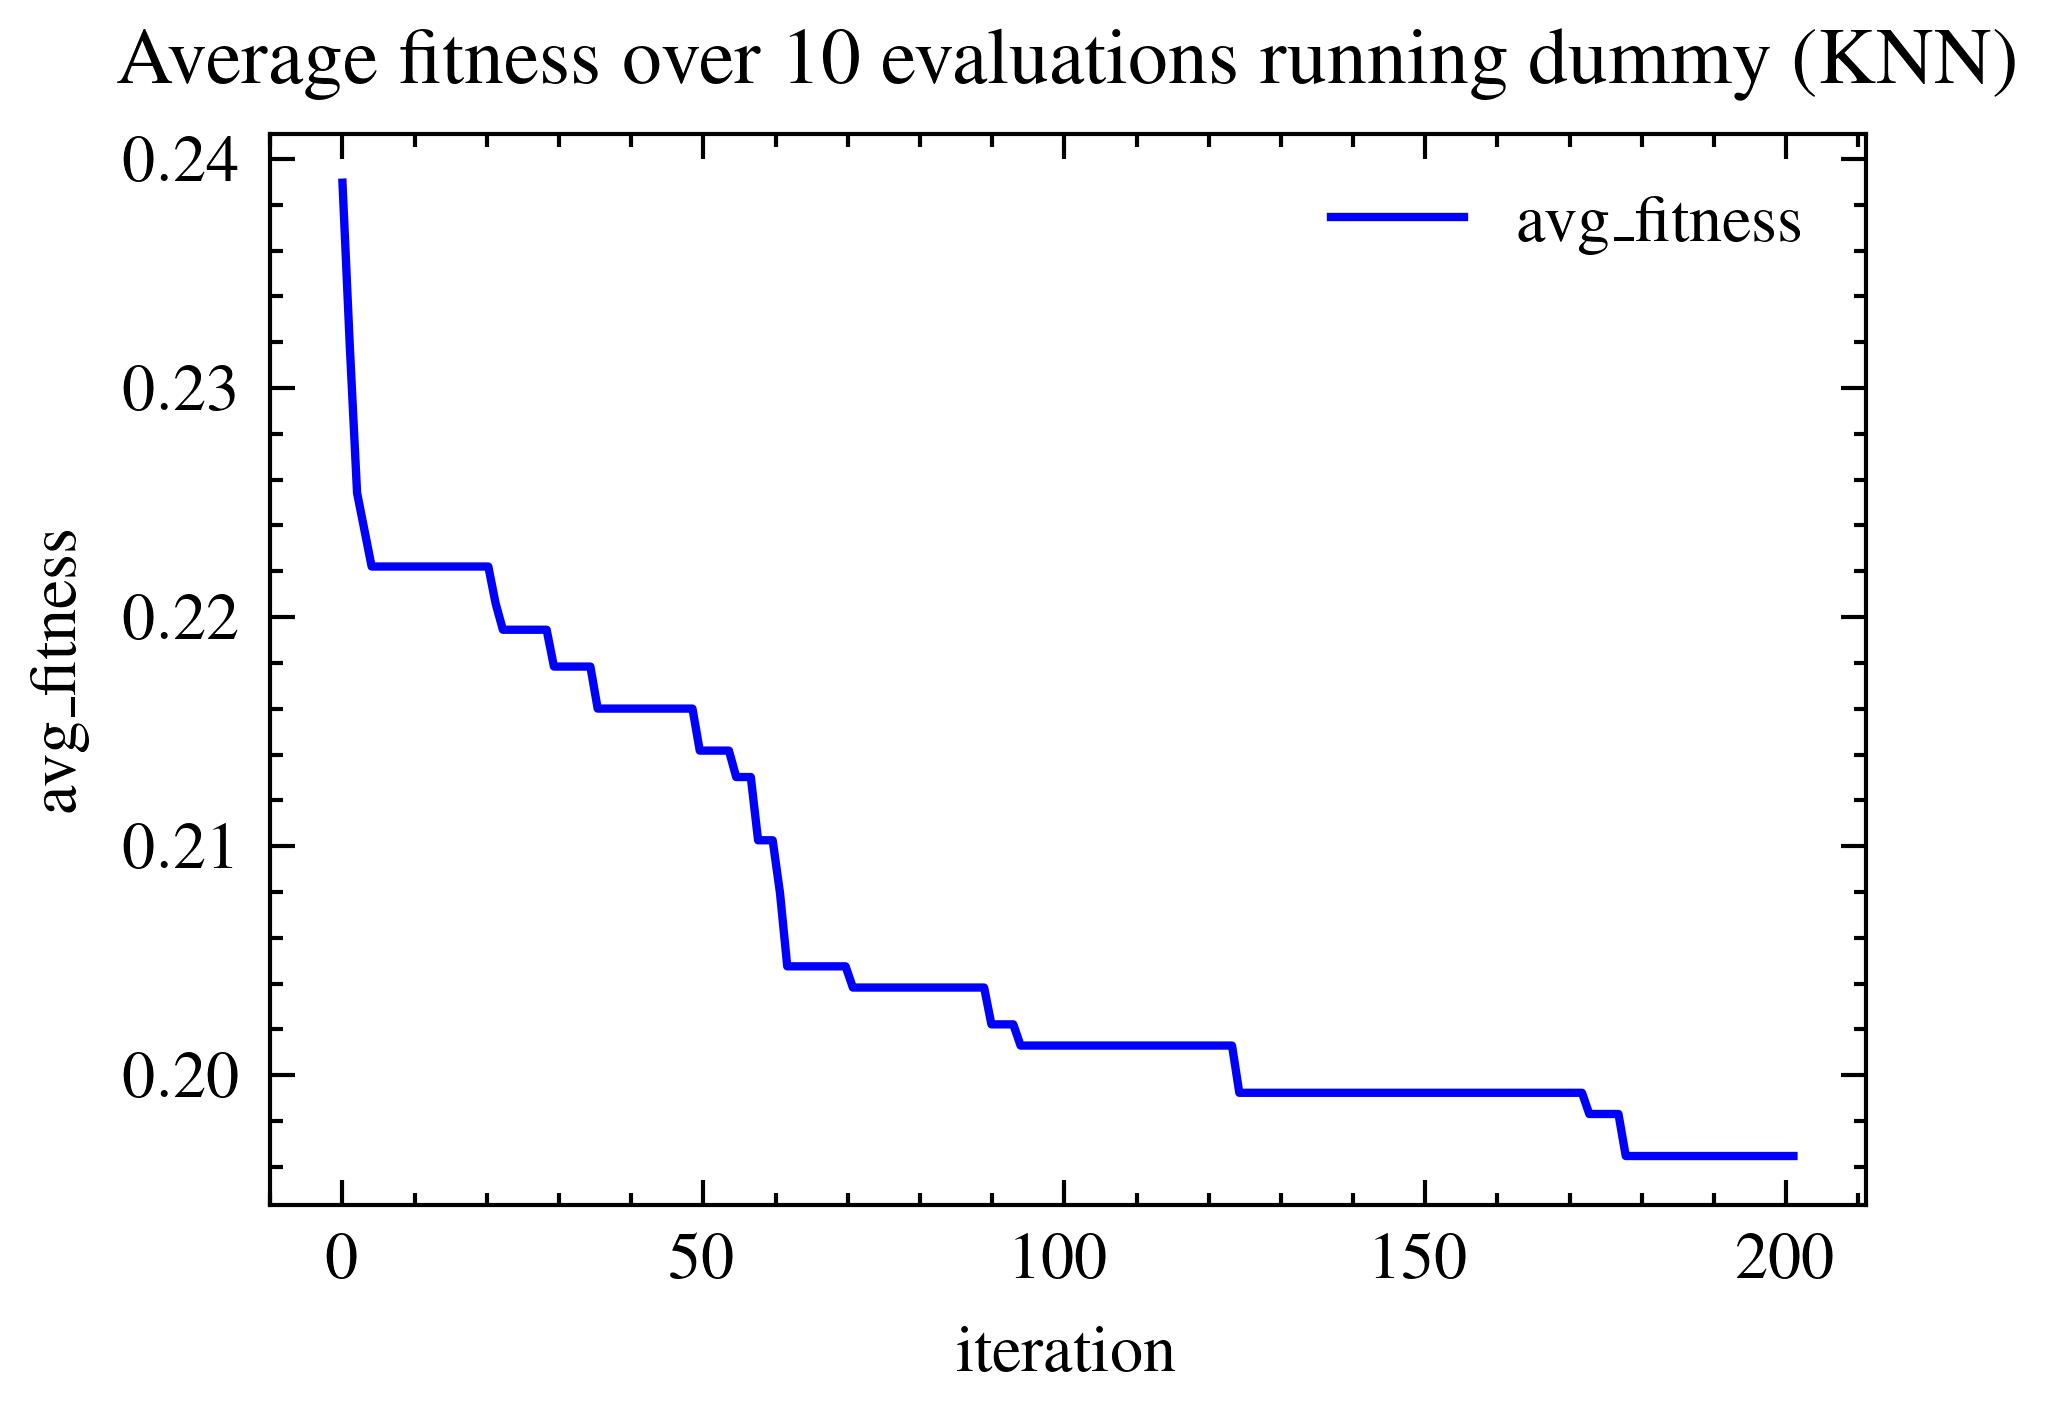 Average fitness over 10 evaluations running dummy (KNN)
avg_fitness
0.24
0.23
0.22
0.21
0.20
avg_fitness
0 50 100 150 200
iteration